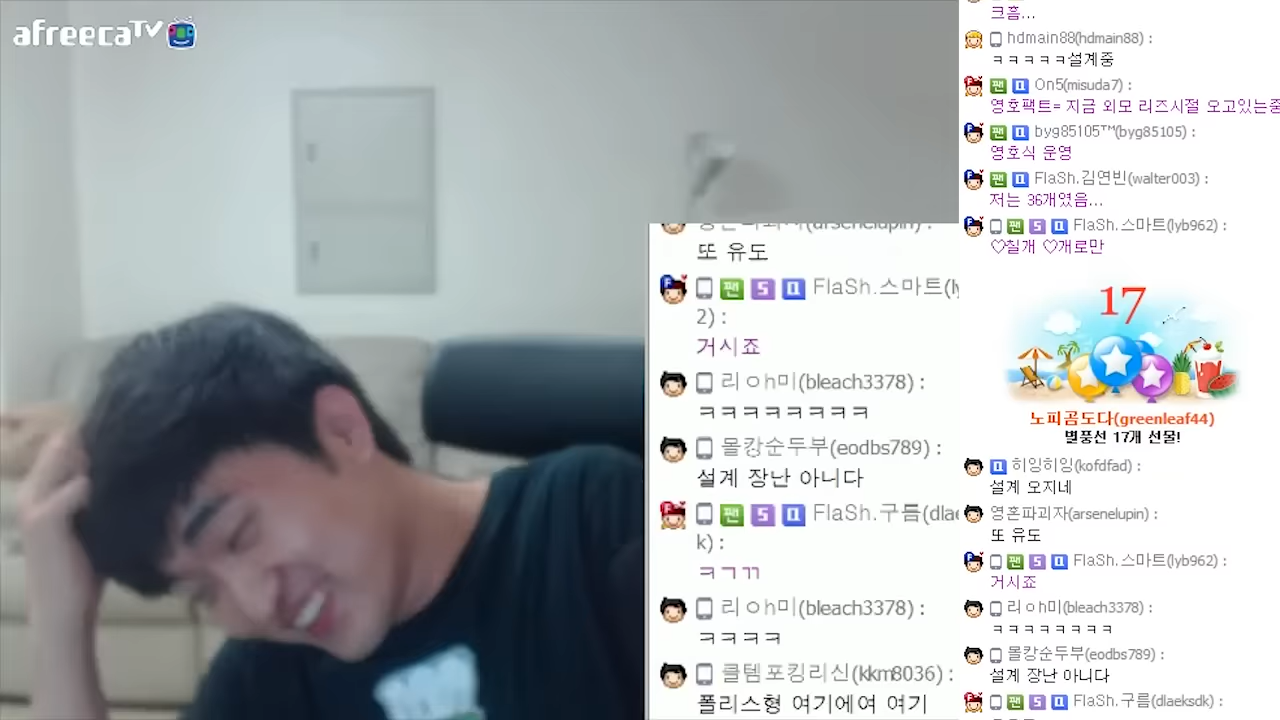 afreecaTV
또 유도
FlaSh.스마트(ly
2) :
거시죠
리ㅇh미(bleach3378) :
ㅋㅋㅋㅋㅋㅋㅋㅋ
몰캉순두부(eodbs789) :
설계 장난 아니다
FlaSh.구름(dlae
k) :
ㅋㄱㄲ
리ㅇh미(bleach3378) :
ㅋㅋㅋㅋ
클템포킹리신(kkm8036) :
폴리스형 여기에여 여기
크흠...
hdmain88(hdmain88) :
ㅋㅋㅋㅋㅋ설계중
팬 On5(misuda7) :
영호팩트= 지금 외모 리즈시절 오고있는중
팬 byg85105™(byg85105) :
영호식 운영
팬 FlaSh.김연빈(walter003) :
저는 36개였음...
팬 S FlaSh.스마트(lyb962) :
♡칠개 ♡개로만
17
노피곰도다(greenleaf44)
별풍선 17개 선물!
히잉히잉(kofdfad) :
설계 오지네
영혼파괴자(arsenelupin) :
또 유도
팬 S FlaSh.스마트(lyb962) :
거시죠
리ㅇh미(bleach3378) :
ㅋㅋㅋㅋㅋㅋㅋㅋ
몰캉순두부(eodbs789) :
설계 장난 아니다
팬 S FlaSh.구름(dlaeksdk) :